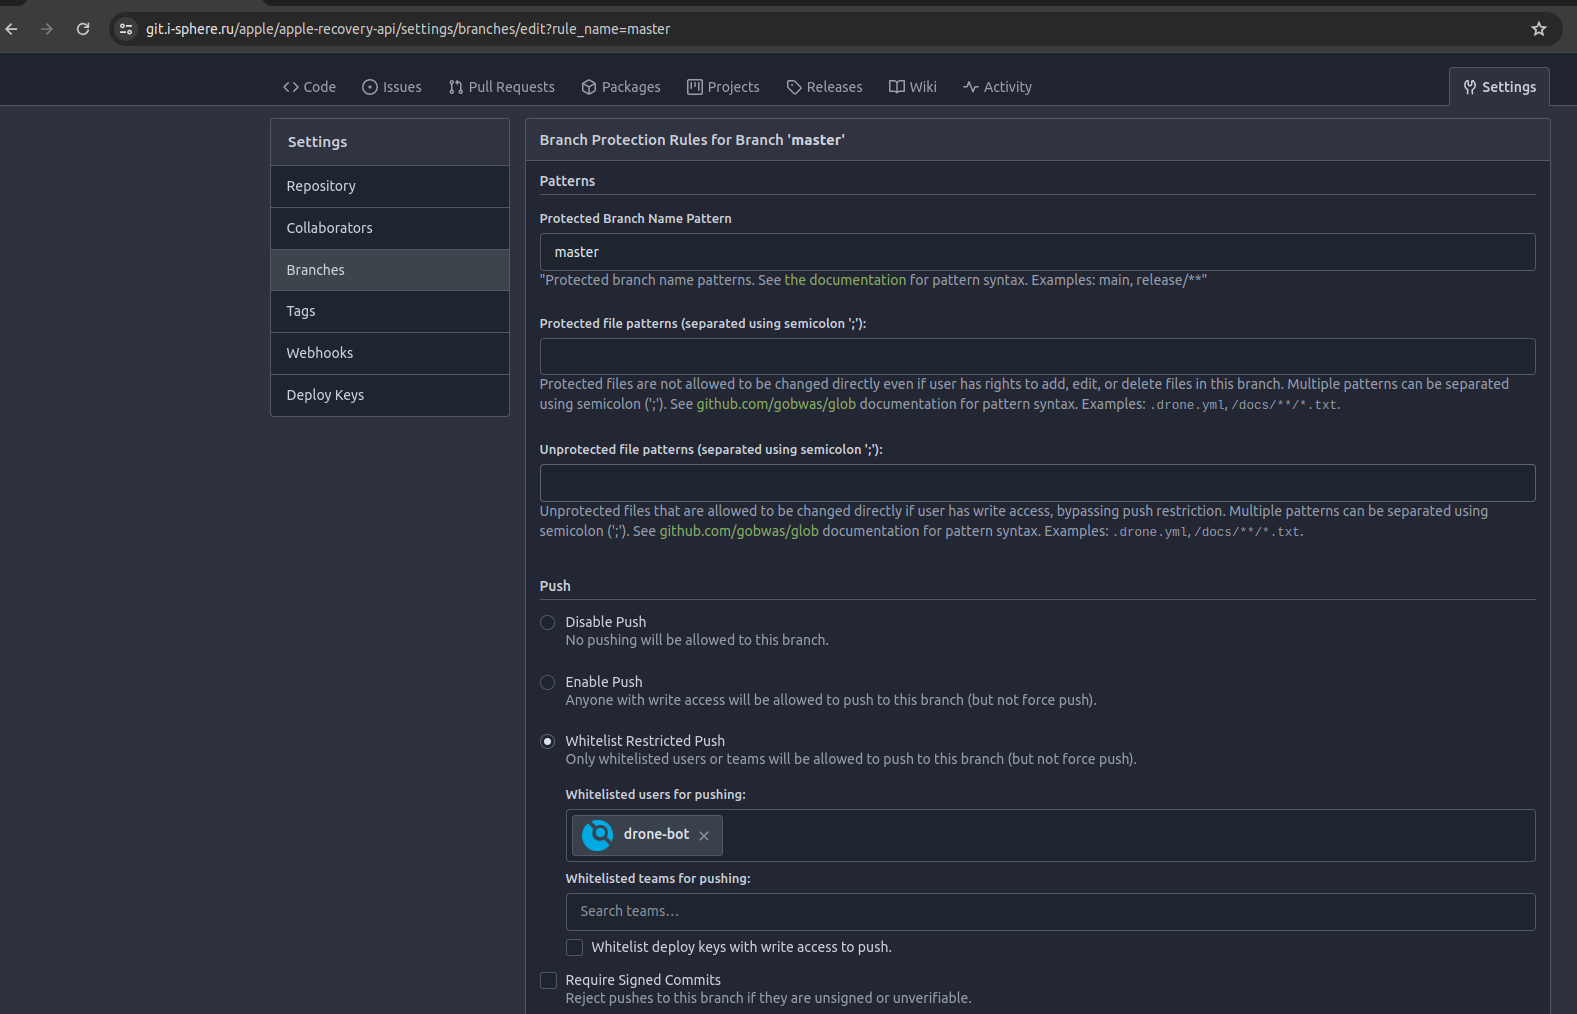 git.i-sphere.ru/apple/apple-recovery-api/settings/branches/edit?rule_name=master
Code Issues Pull Requests Packages Projects Releases Wiki Activity Settings
Settings
Repository
Collaborators
Branches
Tags
Webhooks
Deploy Keys
Branch Protection Rules for Branch 'master'
Patterns
Protected Branch Name Pattern
master
"Protected branch name patterns. See the documentation for pattern syntax. Examples: main, release/**"
Protected file patterns (separated using semicolon ';'):
Protected files are not allowed to be changed directly even if user has rights to add, edit, or delete files in this branch. Multiple patterns can be separated
using semicolon (';'). See github.com/gobwas/glob documentation for pattern syntax. Examples: .drone.yml, /docs/**/*.txt.
Unprotected file patterns (separated using semicolon ';'):
Unprotected files that are allowed to be changed directly if user has write access, bypassing push restriction. Multiple patterns can be separated using
semicolon (';'). See github.com/gobwas/glob documentation for pattern syntax. Examples: .drone.yml, /docs/**/*.txt.
Push
Disable Push
No pushing will be allowed to this branch.
Enable Push
Anyone with write access will be allowed to push to this branch (but not force push).
Whitelist Restricted Push
Only whitelisted users or teams will be allowed to push to this branch (but not force push).
Whitelisted users for pushing:
drone-bot
Whitelisted teams for pushing:
Search teams...
Whitelist deploy keys with write access to push.
Require Signed Commits
Reject pushes to this branch if they are unsigned or unverifiable.